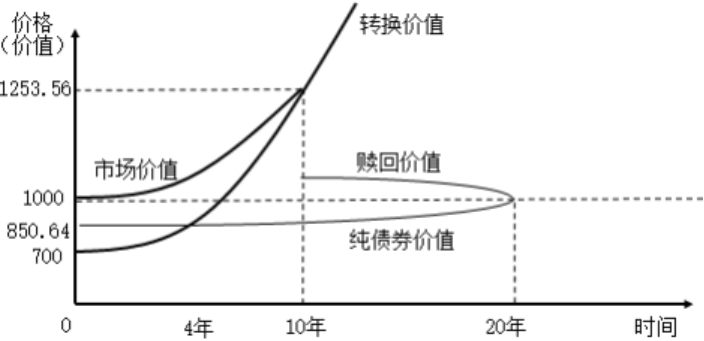 价格
（价值）
转换价值
1253.56
市场价值
赎回价值
1000
850.64
纯债券价值
700
0
4年
10年
20年
时间